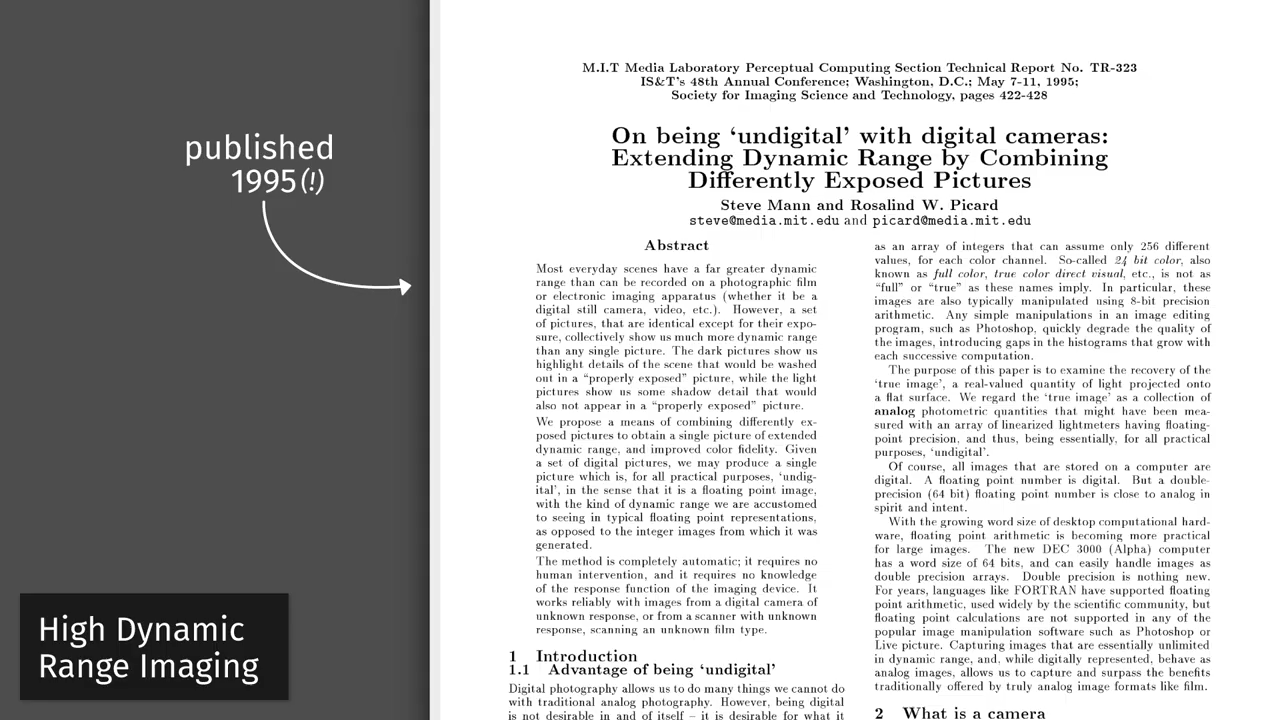 published
1995(!)
High Dynamic
Range Imaging
M.I.T Media Laboratory Perceptual Computing Section Technical Report No. TR-323
IS&T's 48th Annual Conference; Washington, D.C.; May 7-11, 1995;
Society for Imaging Science and Technology, pages 422-428
On being ‘undigital’ with digital cameras:
Extending Dynamic Range by Combining
Differently Exposed Pictures
Steve Mann and Rosalind W. Picard
steve@media.mit.edu and picard@media.mit.edu
Abstract
Most everyday scenes have a far greater dynamic
range than can be recorded on a photographic film
or electronic imaging apparatus (whether it be a
digital still camera, video, etc.). However, a set
of pictures, that are identical except for their expo-
sure, collectively show us much more dynamic range
than any single picture. The dark pictures show us
highlight details of the scene that would be washed
out in a “properly exposed” picture, while the light
pictures show us some shadow detail that would
also not appear in a “properly exposed” picture.
We propose a means of combining differently ex-
posed pictures to obtain a single picture of extended
dynamic range, and improved color fidelity. Given
a set of digital pictures, we may produce a single
picture which is, for all practical purposes, ‘undig-
ital’, in the sense that it is a floating point image,
with the kind of dynamic range we are accustomed
to seeing in typical floating point representations,
as opposed to the integer images from which it was
generated.
The method is completely automatic; it requires no
human intervention, and it requires no knowledge
of the response function of the imaging device. It
works reliably with images from a digital camera of
unknown response, or from a scanner with unknown
response, scanning an unknown film type.
1 Introduction
1.1 Advantage of being ‘undigital’
Digital photography allows us to do many things we cannot do
with traditional analog photography. However, being digital
is not desirable in and of itself – it is desirable for what it
as an array of integers that can assume only 256 different
values, for each color channel. So-called 24 bit color, also
known as full color, true color direct visual, etc., is not as
“full” or “true” as these names imply. In particular, these
images are also typically manipulated using 8-bit precision
arithmetic. Any simple manipulations in an image editing
program, such as Photoshop, quickly degrade the quality of
the images, introducing gaps in the histograms that grow with
each successive computation.
The purpose of this paper is to examine the recovery of the
‘true image’, a real-valued quantity of light projected onto
a flat surface. We regard the ‘true image’ as a collection of
analog photometric quantities that might have been mea-
sured with an array of linearized lightmeters having floating-
point precision, and thus, being essentially, for all practical
purposes, ‘undigital’.
Of course, all images that are stored on a computer are
digital. A floating point number is digital. But a double-
precision (64 bit) floating point number is close to analog in
spirit and intent.
With the growing word size of desktop computational hard-
ware, floating point arithmetic is becoming more practical
for large images. The new DEC 3000 (Alpha) computer
has a word size of 64 bits, and can easily handle images as
double precision arrays. Double precision is nothing new.
For years, languages like FORTRAN have supported floating
point arithmetic, used widely by the scientific community, but
floating point calculations are not supported in any of the
popular image manipulation software such as Photoshop or
Live picture. Capturing images that are essentially unlimited
in dynamic range, and, while digitally represented, behave as
analog images, allows us to capture and surpass the benefits
traditionally offered by truly analog image formats like film.
2 What is a camera